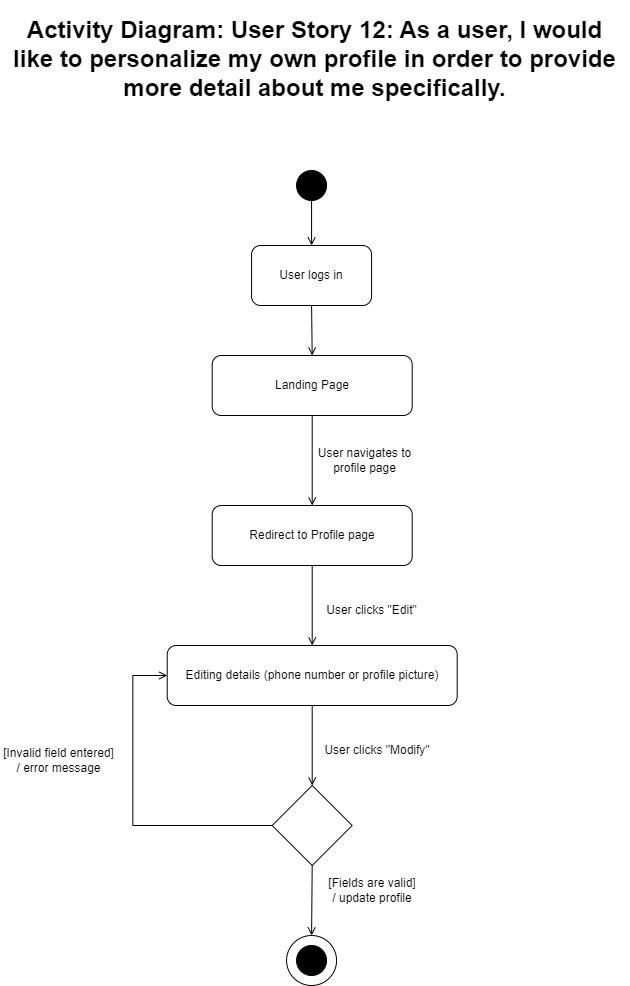 Activity Diagram: User Story 12: As a user, I would
like to personalize my own profile in order to provide
more detail about me specifically.
User logs in
Landing Page
User navigates to
profile page
Redirect to Profile page
User clicks "Edit"
Editing details (phone number or profile picture)
User clicks "Modify"
[Invalid field entered]
/ error message
[Fields are valid]
/ update profile